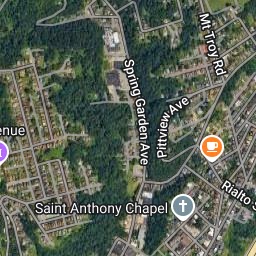 Mt Troy Rd
Spring Garden Ave
Pittview Ave
enue
Rialto S
Saint Anthony Chapel